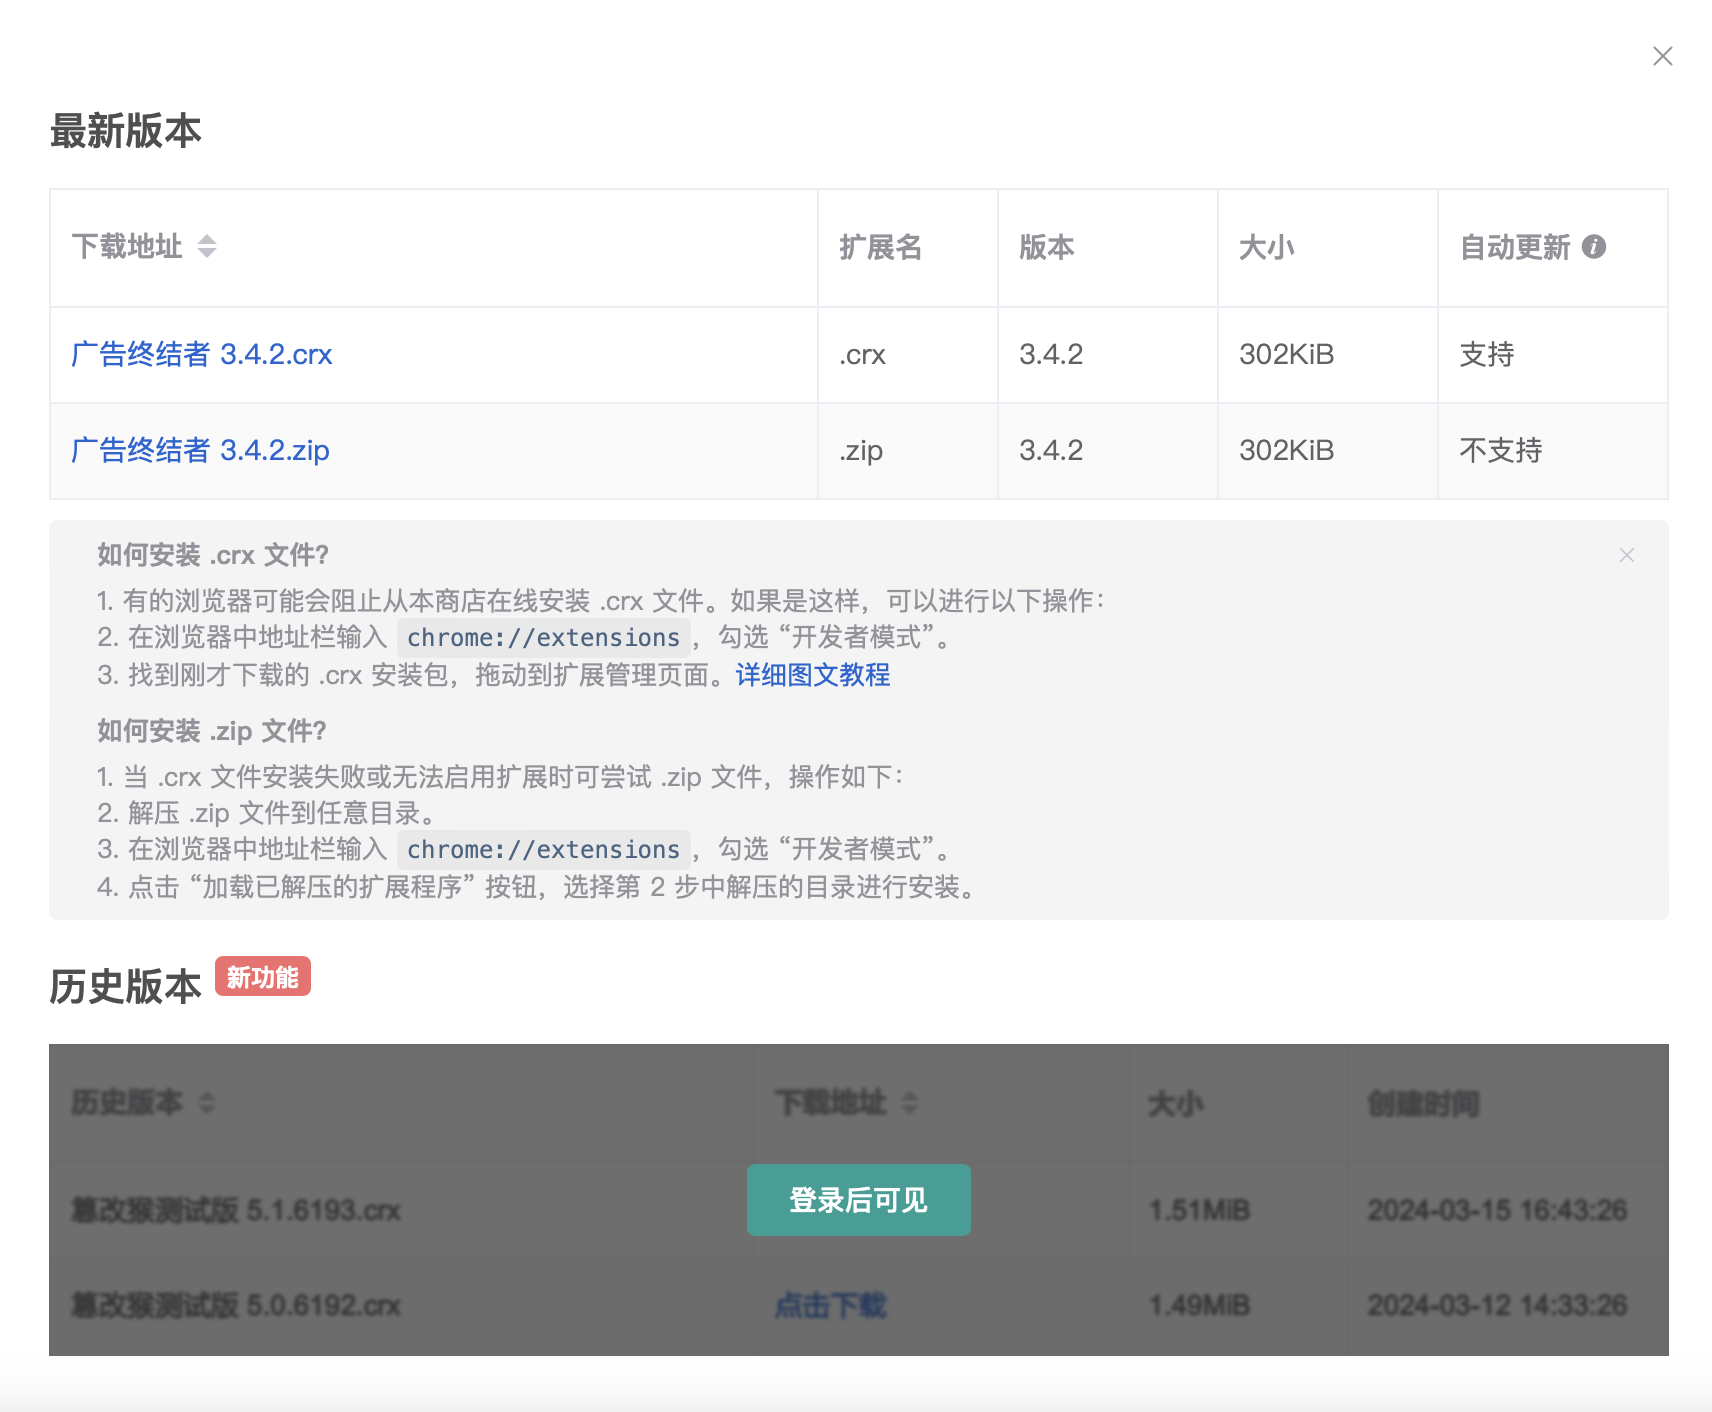 最新版本
下载地址 扩展名 版本 大小 自动更新
广告终结者 3.4.2.crx .crx 3.4.2 302KiB 支持
广告终结者 3.4.2.zip .zip 3.4.2 302KiB 不支持
如何安装 .crx 文件?
1. 有的浏览器可能会阻止从本商店在线安装 .crx 文件。如果是这样，可以进行以下操作：
2. 在浏览器中地址栏输入 chrome://extensions，勾选 “开发者模式”。
3. 找到刚才下载的 .crx 安装包，拖动到扩展管理页面。详细图文教程
如何安装 .zip 文件?
1. 当 .crx 文件安装失败或无法启用扩展时可尝试 .zip 文件，操作如下：
2. 解压 .zip 文件到任意目录。
3. 在浏览器中地址栏输入 chrome://extensions，勾选 “开发者模式”。
4. 点击 “加载已解压的扩展程序” 按钮，选择第 2 步中解压的目录进行安装。
历史版本 新功能
历史版本 下载地址 大小 创建时间
登录后可见
篡改猴测试版 5.1.6193.crx 1.51MiB 2024-03-15 16:43:26
篡改猴测试版 5.0.6192.crx 点击下载 1.49MiB 2024-03-12 14:33:26